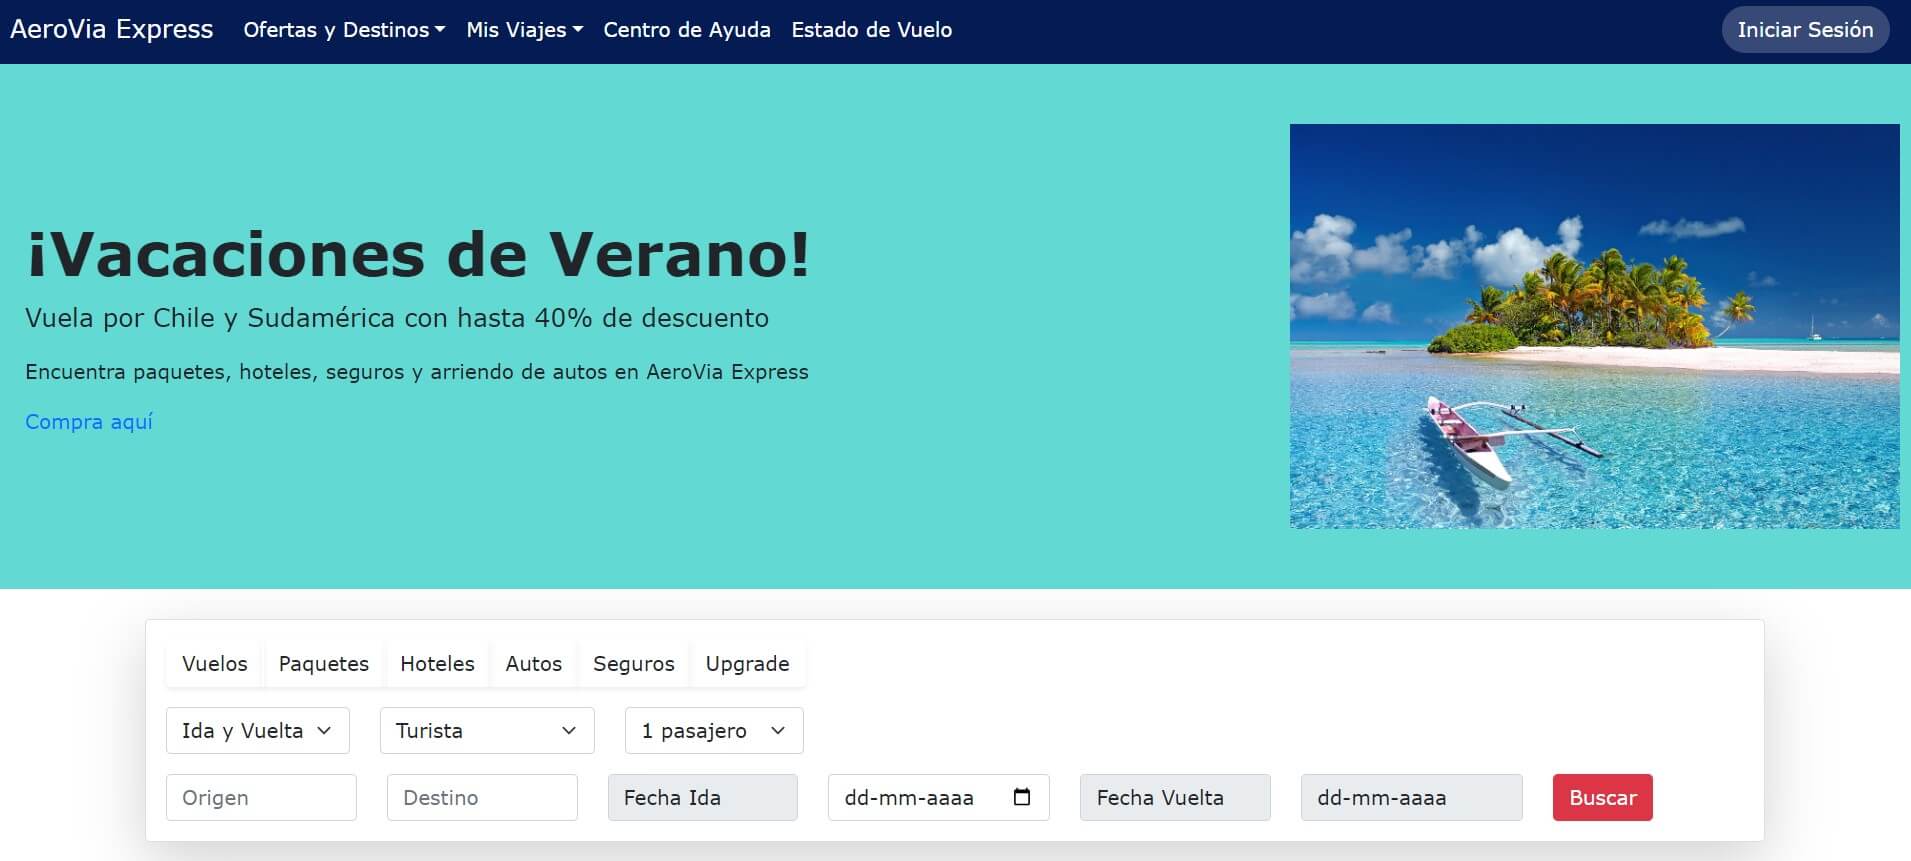 AeroVia Express Ofertas y Destinos Mis Viajes Centro de Ayuda Estado de Vuelo Iniciar Sesión
¡Vacaciones de Verano!
Vuela por Chile y Sudamérica con hasta 40% de descuento
Encuentra paquetes, hoteles, seguros y arriendo de autos en AeroVia Express
Compra aquí
Vuelos Paquetes Hoteles Autos Seguros Upgrade
Ida y Vuelta Turista 1 pasajero
Origen Destino Fecha Ida dd-mm-aaaa Fecha Vuelta dd-mm-aaaa Buscar